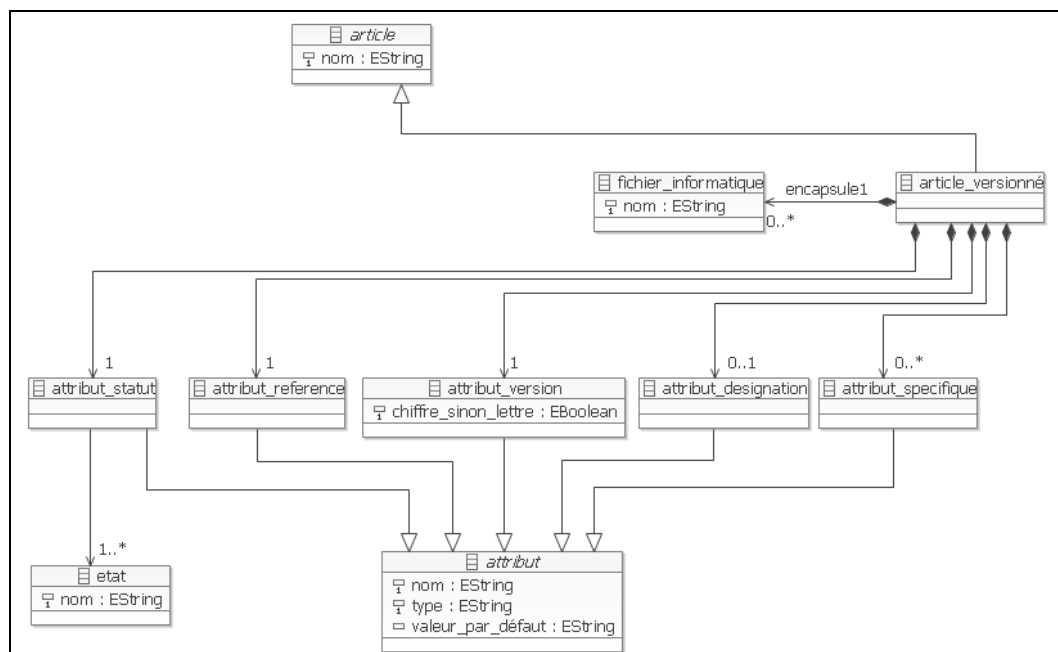 article
nom : EString
fichier_informatique
nom : EString
encapsule1
0..*
article_versionné
1
1
1
0..1
0..*
attribut_statut
attribut_reference
attribut_version
chiffre_sinon_lettre : EBoolean
attribut_designation
attribut_specifique
1..*
etat
nom : EString
attribut
nom : EString
type : EString
valeur_par_défaut : EString